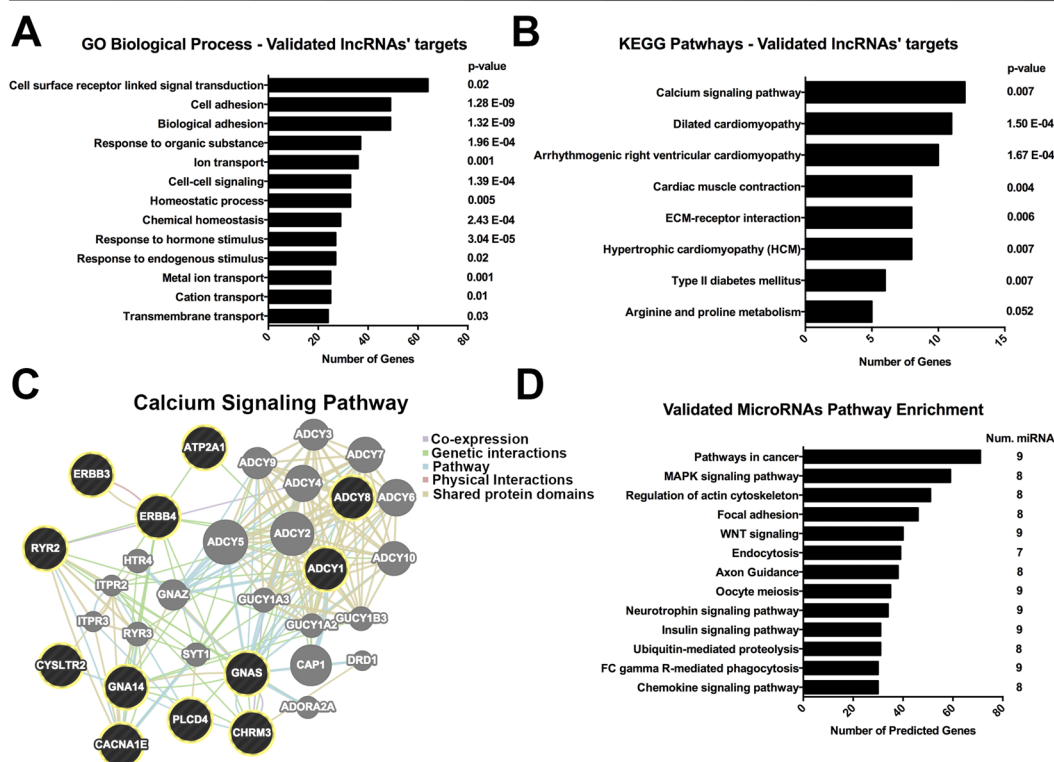 A
GO Biological Process - Validated lncRNAs' targets
p-value
Cell surface receptor linked signal transduction 0.02
Cell adhesion 1.28 E-09
Biological adhesion 1.32 E-09
Response to organic substance 1.96 E-04
Ion transport 0.001
Cell-cell signaling 1.39 E-04
Homeostatic process 0.005
Chemical homeostasis 2.43 E-04
Response to hormone stimulus 3.04 E-05
Response to endogenous stimulus 0.02
Metal ion transport 0.001
Cation transport 0.01
Transmembrane transport 0.03
0 20 40 60 80
Number of Genes
B
KEGG Patwhays - Validated lncRNAs' targets
p-value
Calcium signaling pathway 0.007
Dilated cardiomyopathy 1.50 E-04
Arrhythmogenic right ventricular cardiomyopathy 1.67 E-04
Cardiac muscle contraction 0.004
ECM-receptor interaction 0.006
Hypertrophic cardiomyopathy (HCM) 0.007
Type II diabetes mellitus 0.007
Arginine and proline metabolism 0.052
0 5 10 15
Number of Genes
C
Calcium Signaling Pathway
Co-expression
Genetic interactions
Pathway
Physical Interactions
Shared protein domains
ADCY3
ATP2A1
ADCY7
ADCY9
ERBB3
ADCY4
ADCY8
ADCY6
ERBB4
ADCY2
ADCY5
RYR2
HTR4
ADCY10
ADCY1
ITPR2
GNAZ
GUCY1A3
ITPR3
GUCY1B3
GUCY1A2
RYR3
SYT1
DRD1
CYSLTR2
CAP1
GNAS
GNA14
ADORA2A
PLCD4
CHRM3
CACNA1E
D
Validated MicroRNAs Pathway Enrichment
Num. miRNA
Pathways in cancer 9
MAPK signaling pathway 8
Regulation of actin cytoskeleton 8
Focal adhesion 8
WNT signaling 9
Endocytosis 7
Axon Guidance 8
Oocyte meiosis 9
Neurotrophin signaling pathway 9
Insulin signaling pathway 9
Ubiquitin-mediated proteolysis 8
FC gamma R-mediated phagocytosis 9
Chemokine signaling pathway 8
0 20 40 60 80
Number of Predicted Genes